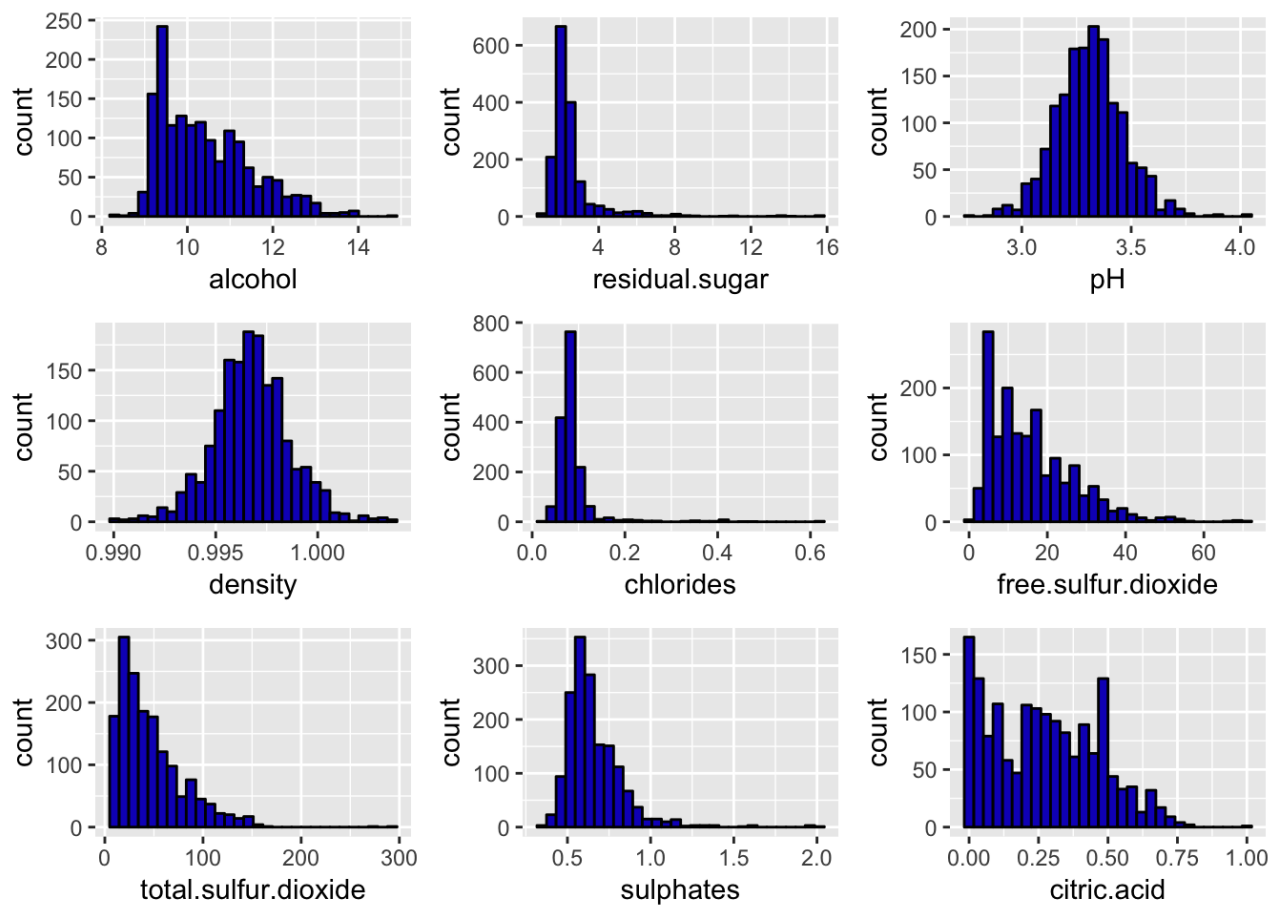 250
200
150
100
50
0
count
8 10 12 14
alcohol
600
400
200
0
count
4 8 12 16
residual.sugar
200
150
100
50
0
count
3.0 3.5 4.0
pH
150
100
50
0
count
0.990 0.995 1.000
density
800
600
400
200
0
count
0.0 0.2 0.4 0.6
chlorides
200
100
0
count
0 20 40 60
free.sulfur.dioxide
300
200
100
0
count
0 100 200 300
total.sulfur.dioxide
300
200
100
0
count
0.5 1.0 1.5 2.0
sulphates
150
100
50
0
count
0.00 0.25 0.50 0.75 1.00
citric.acid